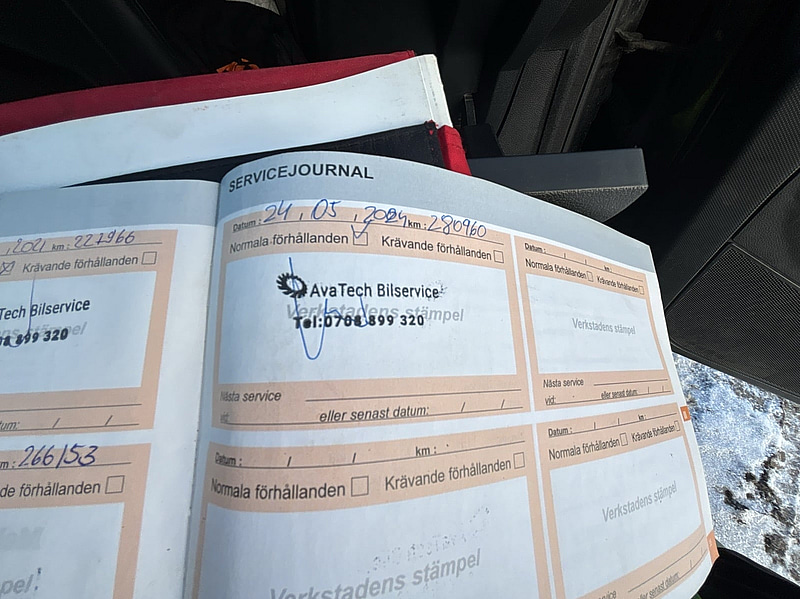 , 2021 km: 227966
Krävande förhållanden
Tech Bilservice
899 320
m: 266153
de förhållanden
SERVICEJOURNAL
Datum: 24, 05, 2024 km: 280960
Normala förhållanden Krävande förhållanden
AvaTech Bilservice
Verkstadens stämpel
Tel:0708 899 320
Nästa service
vid: eller senast datum: / /
Datum: / / km:
Normala förhållanden Krävande förhållanden
Verkstadens stämpel
Datum: / / km:
Normala förhållanden Krävande förhållanden
Verkstadens stämpel
Nästa service
vid: eller senast datum: / /
Datum: / / km:
Normala förhållanden Krävande förhållanden
Verkstadens stämpel